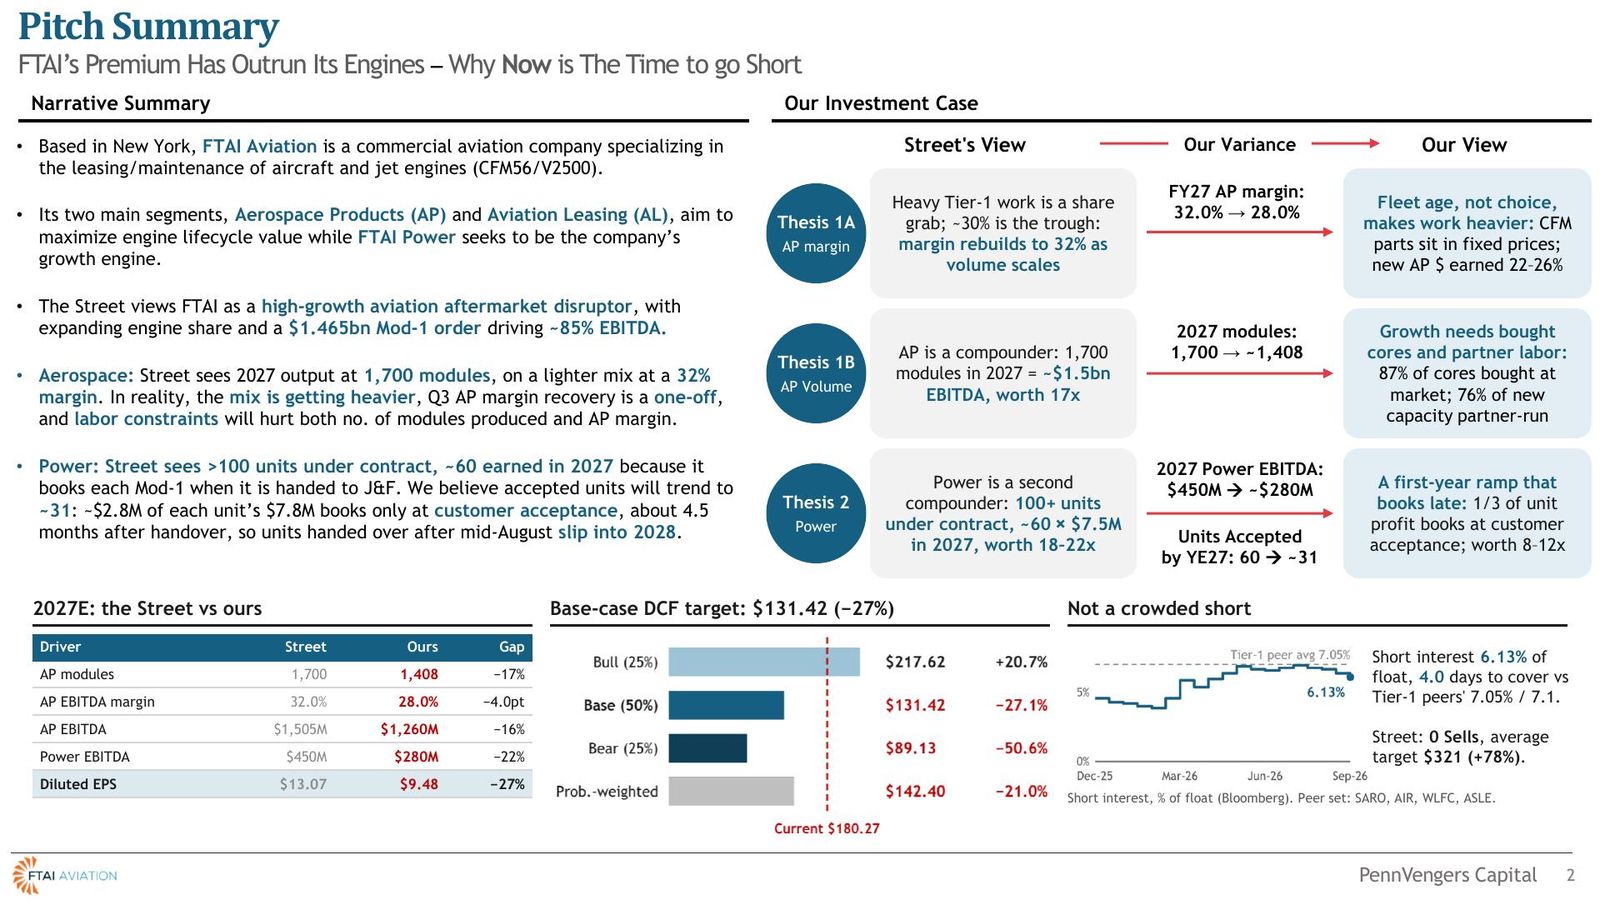 Pitch Summary
FTAI's Premium Has Outrun Its Engines – Why Now is The Time to go Short
Narrative Summary
• Based in New York, FTAI Aviation is a commercial aviation company specializing in
the leasing/maintenance of aircraft and jet engines (CFM56/V2500).
• Its two main segments, Aerospace Products (AP) and Aviation Leasing (AL), aim to
maximize engine lifecycle value while FTAI Power seeks to be the company's
growth engine.
• The Street views FTAI as a high-growth aviation aftermarket disruptor, with
expanding engine share and a $1.465bn Mod-1 order driving ~85% EBITDA.
• Aerospace: Street sees 2027 output at 1,700 modules, on a lighter mix at a 32%
margin. In reality, the mix is getting heavier, Q3 AP margin recovery is a one-off,
and labor constraints will hurt both no. of modules produced and AP margin.
• Power: Street sees >100 units under contract, ~60 earned in 2027 because it
books each Mod-1 when it is handed to J&F. We believe accepted units will trend to
~31: ~$2.8M of each unit's $7.8M books only at customer acceptance, about 4.5
months after handover, so units handed over after mid-August slip into 2028.
Our Investment Case
Street's View
Our Variance
Our View
Thesis 1A
AP margin
Heavy Tier-1 work is a share
grab; ~30% is the trough:
margin rebuilds to 32% as
volume scales
FY27 AP margin:
32.0% → 28.0%
Fleet age, not choice,
makes work heavier: CFM
parts sit in fixed prices;
new AP $ earned 22–26%
Thesis 1B
AP Volume
AP is a compounder: 1,700
modules in 2027 = ~$1.5bn
EBITDA, worth 17x
2027 modules:
1,700 → ~1,408
Growth needs bought
cores and partner labor:
87% of cores bought at
market; 76% of new
capacity partner-run
Thesis 2
Power
Power is a second
compounder: 100+ units
under contract, ~60 × $7.5M
in 2027, worth 18–22x
2027 Power EBITDA:
$450M → ~$280M
Units Accepted
by YE27: 60 → ~31
A first-year ramp that
books late: 1/3 of unit
profit books at customer
acceptance; worth 8–12x
2027E: the Street vs ours
Driver Street Ours Gap
AP modules 1,700 1,408 −17%
AP EBITDA margin 32.0% 28.0% −4.0pt
AP EBITDA $1,505M $1,260M −16%
Power EBITDA $450M $280M −22%
Diluted EPS $13.07 $9.48 −27%
Base-case DCF target: $131.42 (−27%)
Bull (25%) $217.62 +20.7%
Base (50%) $131.42 −27.1%
Bear (25%) $89.13 −50.6%
Prob.-weighted $142.40 −21.0%
Current $180.27
Not a crowded short
Tier-1 peer avg 7.05%
5%
6.13%
0%
Dec-25 Mar-26 Jun-26 Sep-26
Short interest 6.13% of
float, 4.0 days to cover vs
Tier-1 peers' 7.05% / 7.1.
Street: 0 Sells, average
target $321 (+78%).
Short interest, % of float (Bloomberg). Peer set: SARO, AIR, WLFC, ASLE.
FTAI AVIATION
PennVengers Capital 2